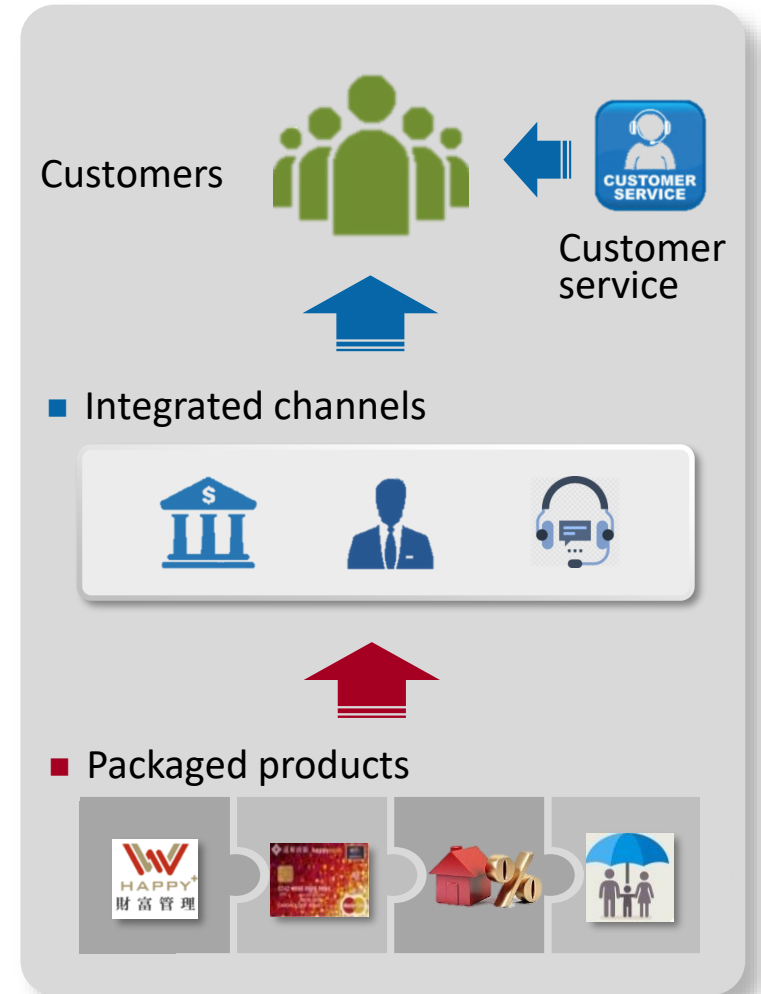 Customers
CUSTOMER
SERVICE
Customer
service
$
Integrated channels
Packaged products
W
HAPPY+
財富管理
%